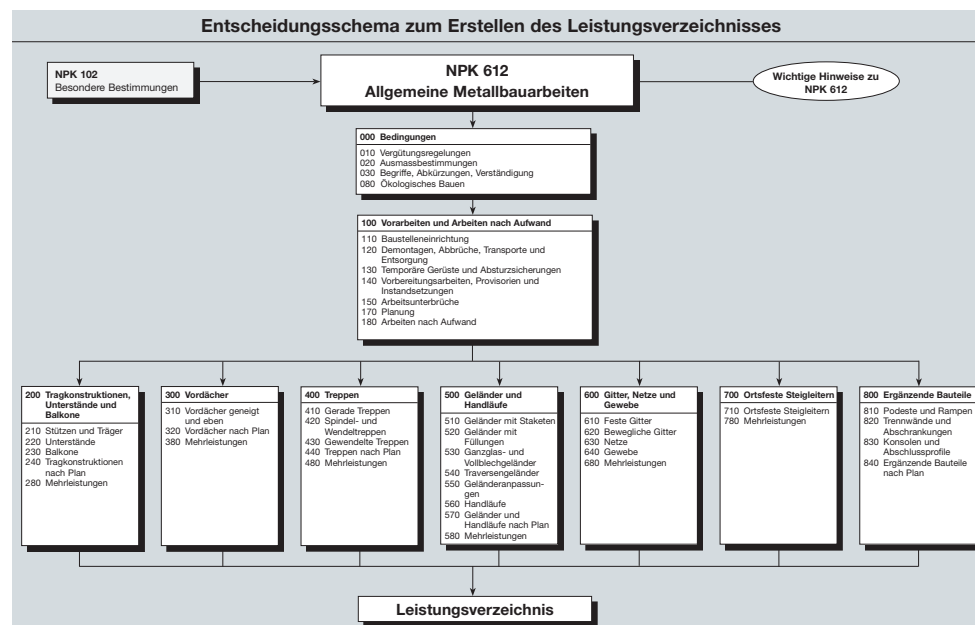 Entscheidungsschema zum Erstellen des Leistungsverzeichnisses
NPK 102
Besondere Bestimmungen
NPK 612
Allgemeine Metallbauarbeiten
Wichtige Hinweise zu
NPK 612
000 Bedingungen
010 Vergütungsregelungen
020 Ausmassbestimmungen
030 Begriffe, Abkürzungen, Verständigung
080 Ökologisches Bauen
100 Vorarbeiten und Arbeiten nach Aufwand
110 Baustelleneinrichtung
120 Demontagen, Abbrüche, Transporte und
Entsorgung
130 Temporäre Gerüste und Absturzsicherungen
140 Vorbereitungsarbeiten, Provisorien und
Instandsetzungen
150 Arbeitsunterbrüche
170 Planung
180 Arbeiten nach Aufwand
200 Tragkonstruktionen,
Unterstände und
Balkone
210 Stützen und Träger
220 Unterstände
230 Balkone
240 Tragkonstruktionen
nach Plan
280 Mehrleistungen
300 Vordächer
310 Vordächer geneigt
und eben
320 Vordächer nach Plan
380 Mehrleistungen
400 Treppen
410 Gerade Treppen
420 Spindel- und
Wendeltreppen
430 Gewendelte Treppen
440 Treppen nach Plan
480 Mehrleistungen
500 Geländer und
Handläufe
510 Geländer mit Staketen
520 Geländer mit
Füllungen
530 Ganzglas- und
Vollblechgeländer
540 Traversengeländer
550 Geländeranpassun-
gen
560 Handläufe
570 Geländer und
Handläufe nach Plan
580 Mehrleistungen
600 Gitter, Netze und
Gewebe
610 Feste Gitter
620 Bewegliche Gitter
630 Netze
640 Gewebe
680 Mehrleistungen
700 Ortsfeste Steigleitern
710 Ortsfeste Steigleitern
780 Mehrleistungen
800 Ergänzende Bauteile
810 Podeste und Rampen
820 Trennwände und
Abschrankungen
830 Konsolen und
Abschlussprofile
840 Ergänzende Bauteile
nach Plan
Leistungsverzeichnis